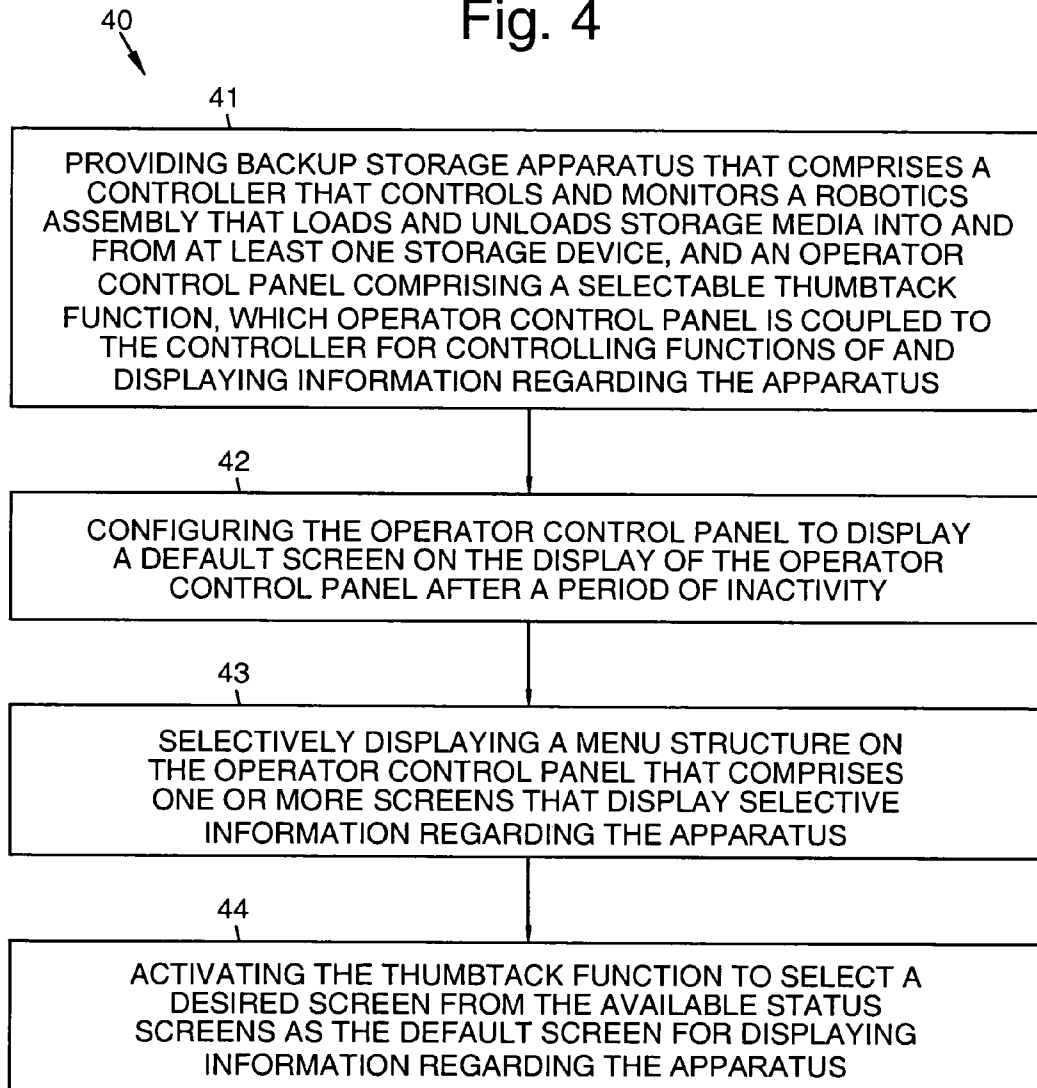 Fig. 4
40
41
PROVIDING BACKUP STORAGE APPARATUS THAT COMPRISES A
CONTROLLER THAT CONTROLS AND MONITORS A ROBOTICS
ASSEMBLY THAT LOADS AND UNLOADS STORAGE MEDIA INTO AND
FROM AT LEAST ONE STORAGE DEVICE, AND AN OPERATOR
CONTROL PANEL COMPRISING A SELECTABLE THUMBTACK
FUNCTION, WHICH OPERATOR CONTROL PANEL IS COUPLED TO
THE CONTROLLER FOR CONTROLLING FUNCTIONS OF AND
DISPLAYING INFORMATION REGARDING THE APPARATUS
42
CONFIGURING THE OPERATOR CONTROL PANEL TO DISPLAY
A DEFAULT SCREEN ON THE DISPLAY OF THE OPERATOR
CONTROL PANEL AFTER A PERIOD OF INACTIVITY
43
SELECTIVELY DISPLAYING A MENU STRUCTURE ON
THE OPERATOR CONTROL PANEL THAT COMPRISES
ONE OR MORE SCREENS THAT DISPLAY SELECTIVE
INFORMATION REGARDING THE APPARATUS
44
ACTIVATING THE THUMBTACK FUNCTION TO SELECT A
DESIRED SCREEN FROM THE AVAILABLE STATUS
SCREENS AS THE DEFAULT SCREEN FOR DISPLAYING
INFORMATION REGARDING THE APPARATUS